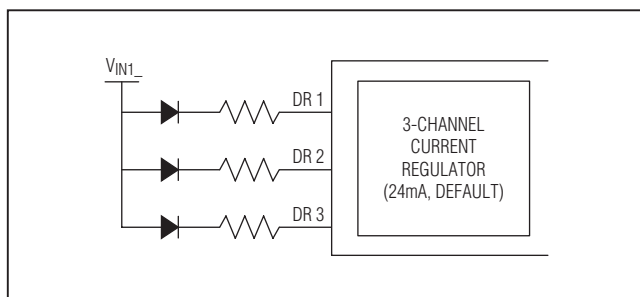 VIN1_
DR 1
DR 2
DR 3
3-CHANNEL
CURRENT
REGULATOR
(24mA, DEFAULT)